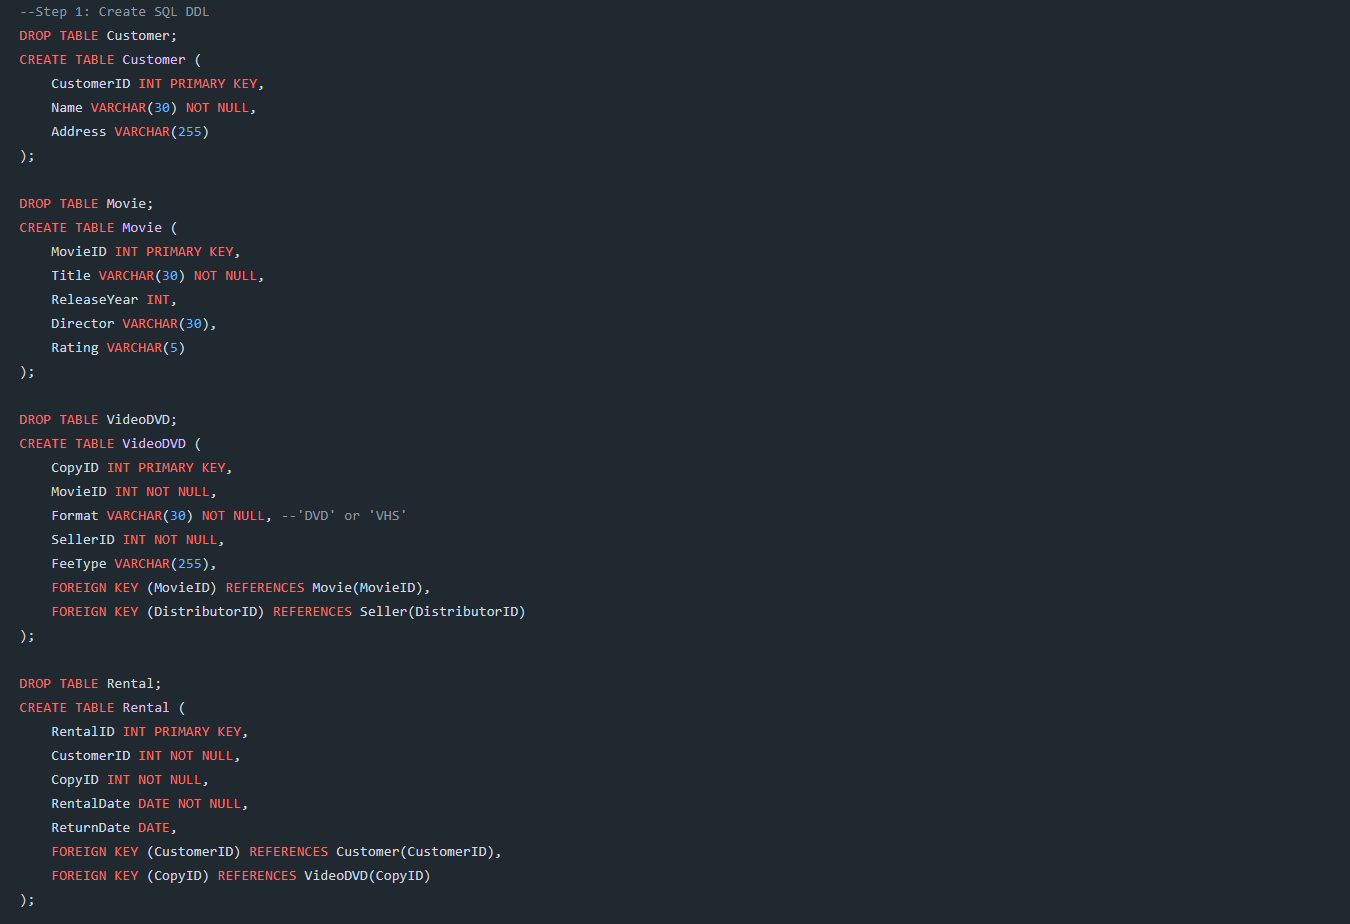 --Step 1: Create SQL DDL
DROP TABLE Customer;
CREATE TABLE Customer (
    CustomerID INT PRIMARY KEY,
    Name VARCHAR(30) NOT NULL,
    Address VARCHAR(255)
);

DROP TABLE Movie;
CREATE TABLE Movie (
    MovieID INT PRIMARY KEY,
    Title VARCHAR(30) NOT NULL,
    ReleaseYear INT,
    Director VARCHAR(30),
    Rating VARCHAR(5)
);

DROP TABLE VideoDVD;
CREATE TABLE VideoDVD (
    CopyID INT PRIMARY KEY,
    MovieID INT NOT NULL,
    Format VARCHAR(30) NOT NULL, --'DVD' or 'VHS'
    SellerID INT NOT NULL,
    FeeType VARCHAR(255),
    FOREIGN KEY (MovieID) REFERENCES Movie(MovieID),
    FOREIGN KEY (DistributorID) REFERENCES Seller(DistributorID)
);

DROP TABLE Rental;
CREATE TABLE Rental (
    RentalID INT PRIMARY KEY,
    CustomerID INT NOT NULL,
    CopyID INT NOT NULL,
    RentalDate DATE NOT NULL,
    ReturnDate DATE,
    FOREIGN KEY (CustomerID) REFERENCES Customer(CustomerID),
    FOREIGN KEY (CopyID) REFERENCES VideoDVD(CopyID)
);